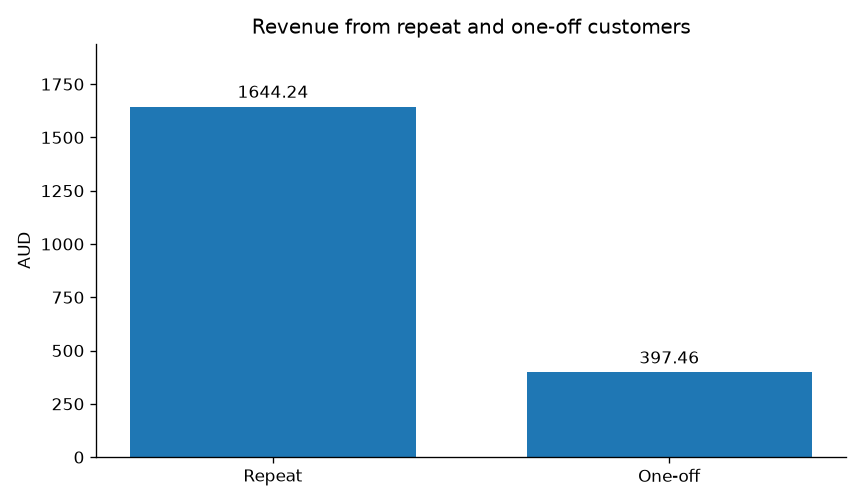 Revenue from repeat and one-off customers
AUD
1750
1500
1250
1000
750
500
250
0
1644.24
397.46
Repeat
One-off